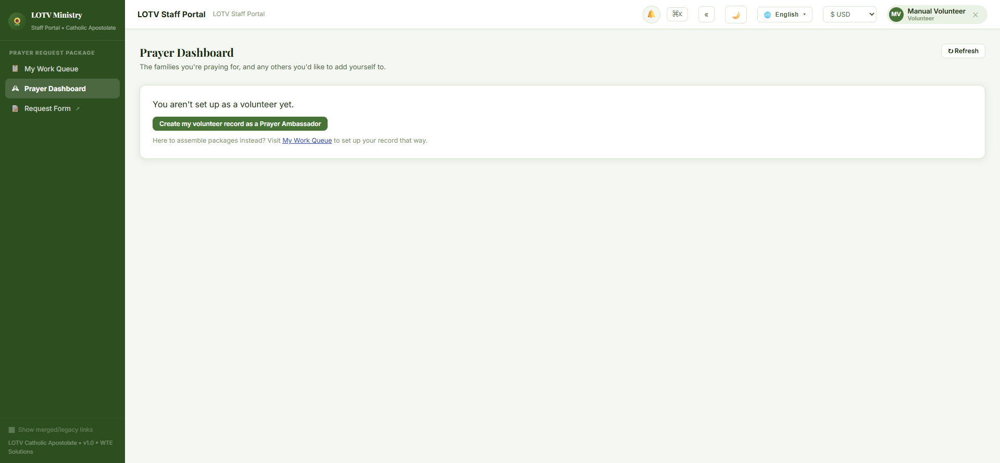 LOTV Ministry
Staff Portal • Catholic Apostolate
PRAYER REQUEST PACKAGE
My Work Queue
Prayer Dashboard
Request Form ↗
Show merged/legacy links
LOTV Catholic Apostolate • v1.0 • WTE
Solutions
LOTV Staff Portal LOTV Staff Portal
⌘K
«
English ▾
$ USD
MV
Manual Volunteer
Volunteer
×
Prayer Dashboard
The families you're praying for, and any others you'd like to add yourself to.
↻ Refresh
You aren't set up as a volunteer yet.
Create my volunteer record as a Prayer Ambassador
Here to assemble packages instead? Visit My Work Queue to set up your record that way.